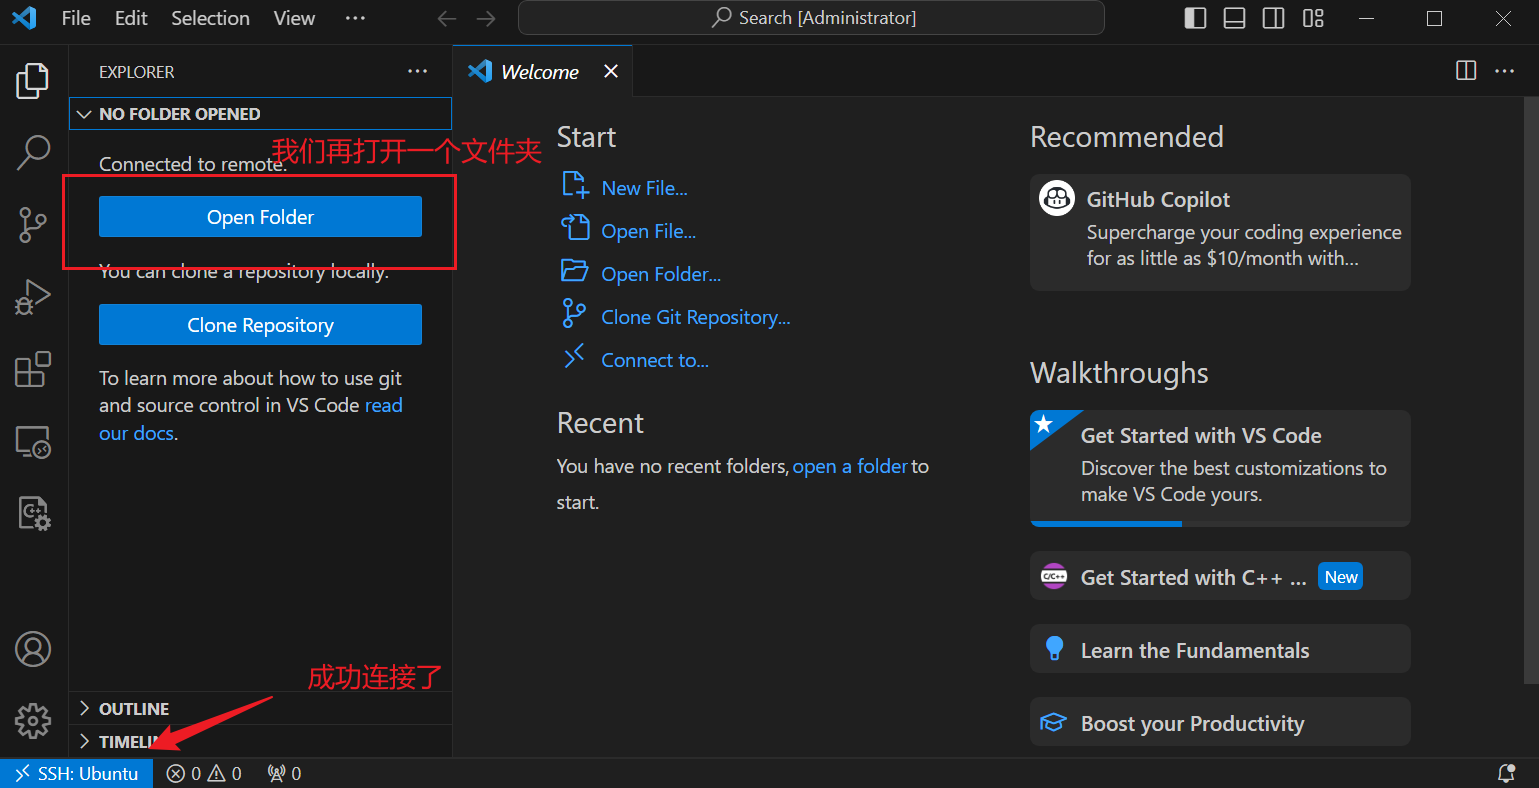 File Edit Selection View ...
Search [Administrator]
EXPLORER
NO FOLDER OPENED
Connected to remote.
我们再打开一个文件夹
Open Folder
You can clone a repository locally.
Clone Repository
To learn more about how to use git
and source control in VS Code read
our docs.
成功连接了
OUTLINE
TIMELIN
Welcome
Start
New File...
Open File...
Open Folder...
Clone Git Repository...
Connect to...
Recent
You have no recent folders, open a folder to
start.
Recommended
GitHub Copilot
Supercharge your coding experience
for as little as $10/month with...
Walkthroughs
Get Started with VS Code
Discover the best customizations to
make VS Code yours.
C/C++
Get Started with C++ ... New
Learn the Fundamentals
Boost your Productivity
SSH: Ubuntu 0 0 0